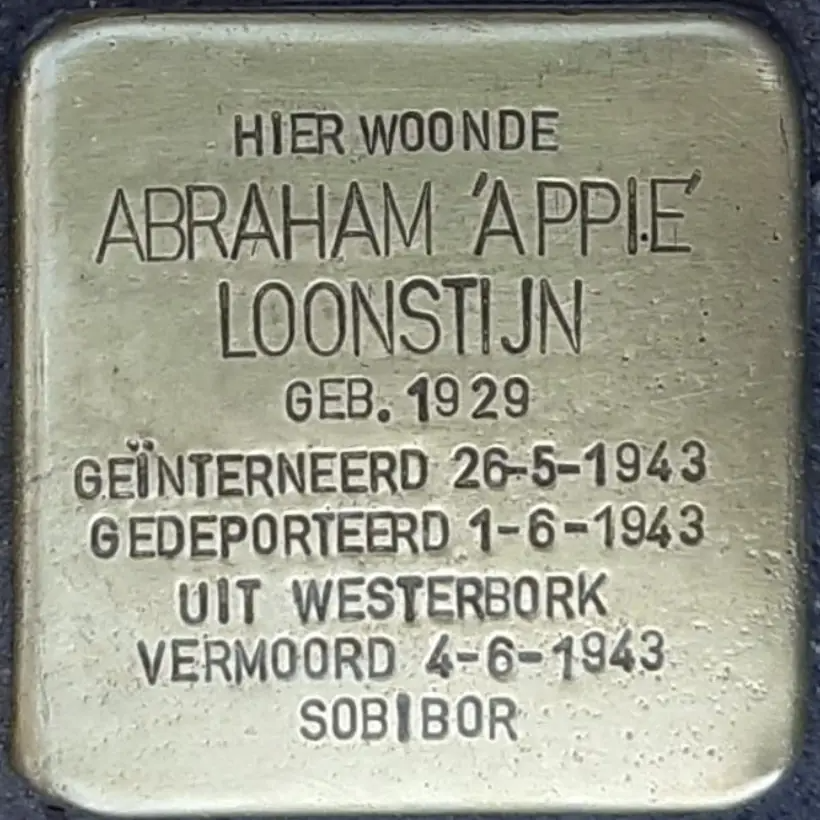 HIER WOONDE
ABRAHAM 'APPIE'
LOONSTIJN
GEB. 1929
GEÏNTERNEERD 26-5-1943
GEDEPORTEERD 1-6-1943
UIT WESTERBORK
VERMOORD 4-6-1943
SOBIBOR